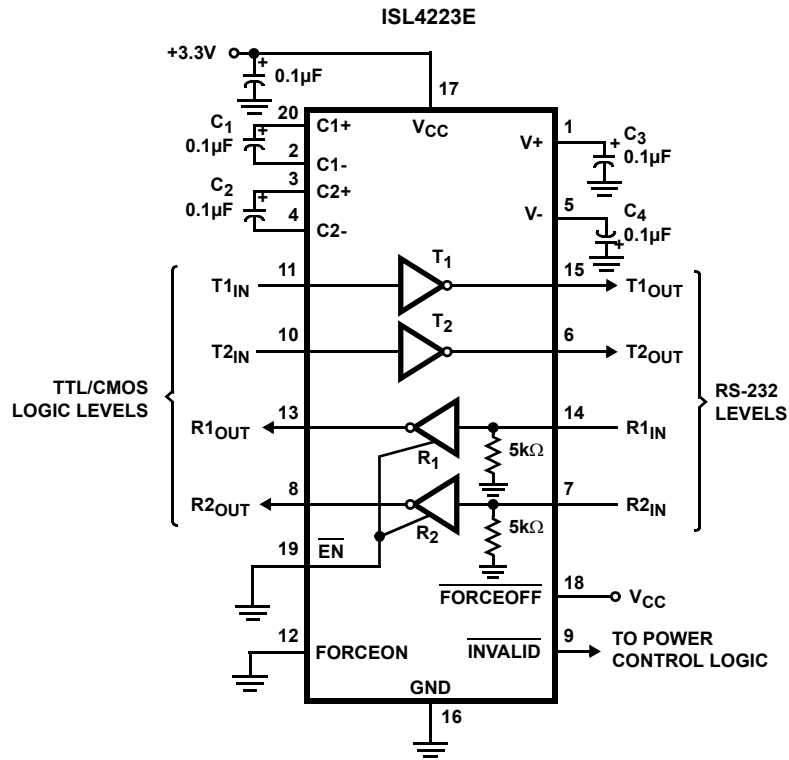 ISL4223E
+3.3V
+
0.1µF
17
20
C1
0.1µF
+
C1+
VCC
1
V+
+
C3
0.1µF
2
C1-
3
C2
0.1µF
+
C2+
4
C2-
5
V-
C4
0.1µF
+
T1IN
11
T1
15
T1OUT
T2IN
10
T2
6
T2OUT
TTL/CMOS
LOGIC LEVELS
RS-232
LEVELS
R1OUT
13
R1
5kΩ
14
R1IN
R2OUT
8
R2
5kΩ
7
R2IN
19
EN
18
FORCEOFF
VCC
12
FORCEON
9
INVALID
TO POWER
CONTROL LOGIC
GND
16